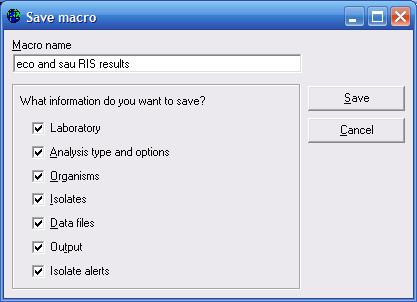 Save macro
Macro name
eco and sau RIS results
What information do you want to save?
Laboratory
Analysis type and options
Organisms
Isolates
Data files
Output
Isolate alerts
Save
Cancel